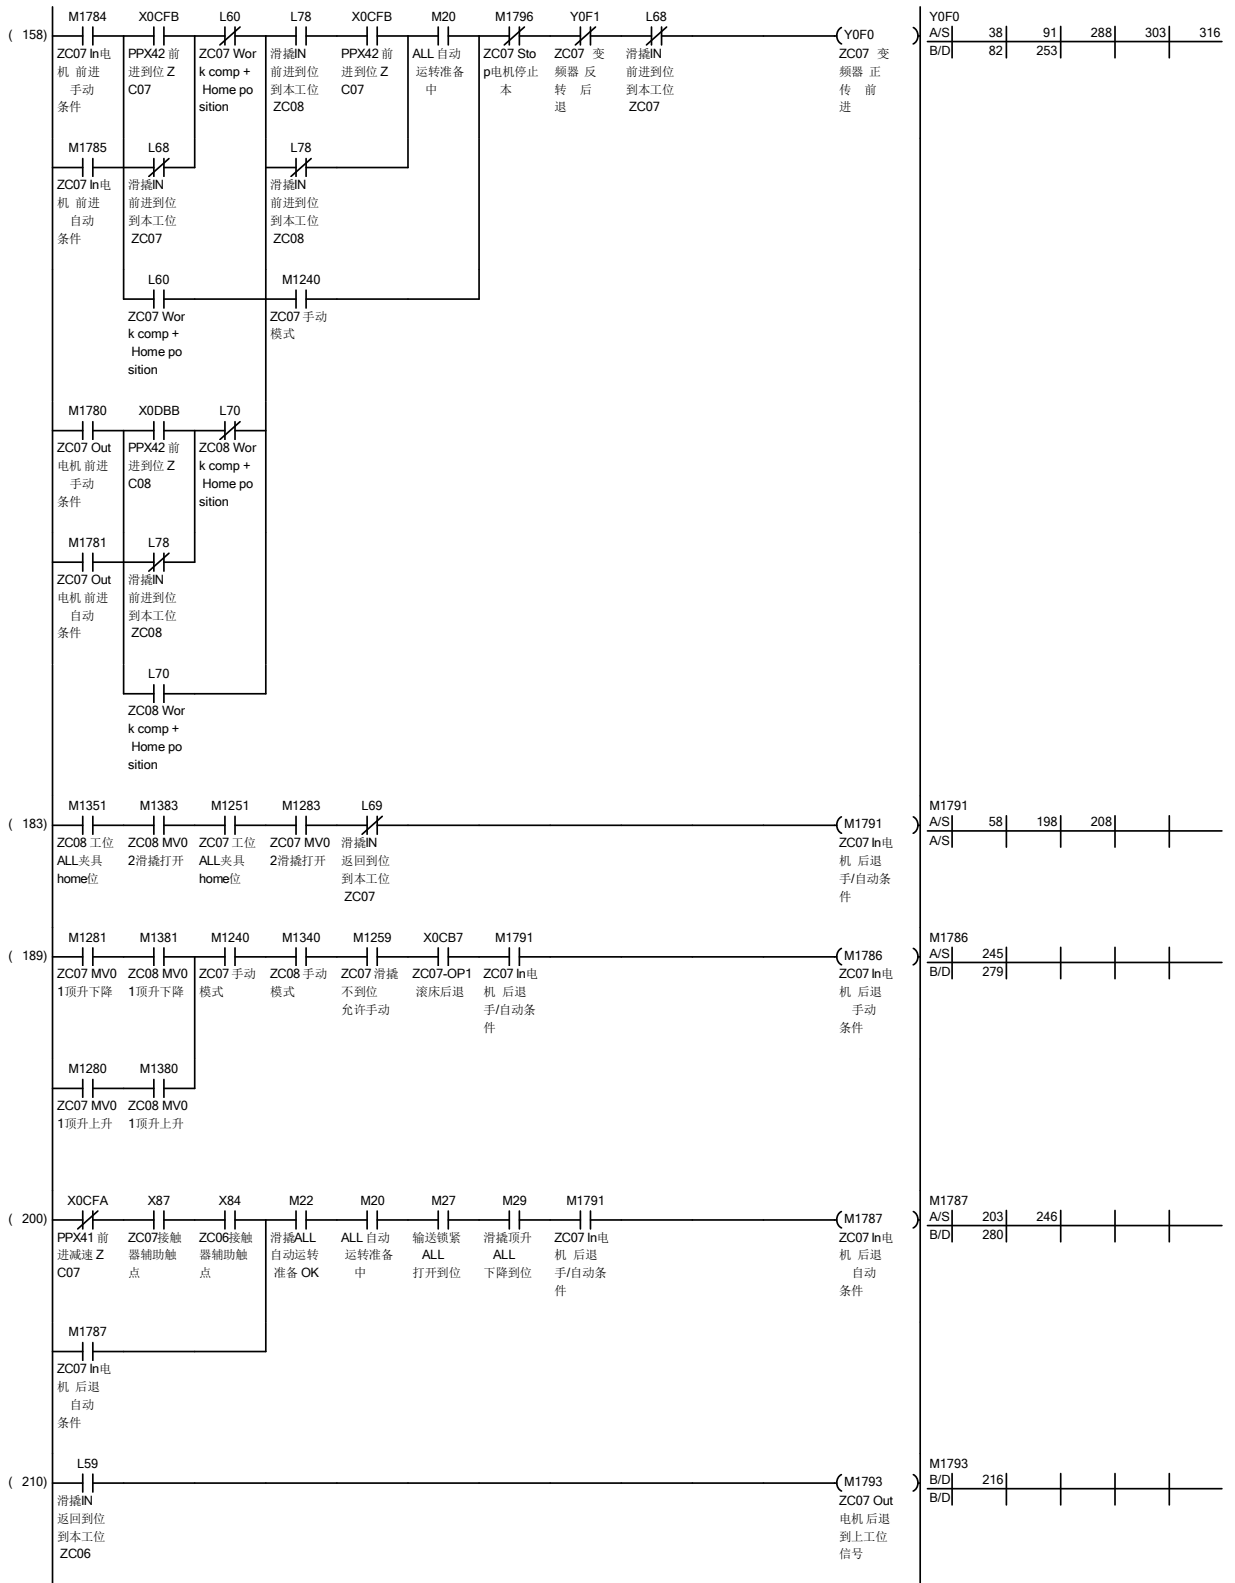 M1784 X0CFB L60 L78 X0CFB M20 M1796 Y0F1 L68 Y0F0
( 158) (Y0F0 ) A/S 38 91 288 303 316
ZC07 In电 PPX42 前 ZC07 Wor 滑撬IN PPX42 前 ALL 自动 ZC07 Sto ZC07 变 滑撬IN ZC07 变 B/D 82 253
机 前进 进到位 Z k comp + 前进到位 进到位 Z 运转准备 p电机停止 频器 反 前进到位 频器 正
手动 C07 Home po 到本工位 C07 中 本 转 后 到本工位 传 前
条件 sition ZC08 退 ZC07 进
M1785 L68 L78
ZC07 In电 滑撬IN 滑撬IN
机 前进 前进到位 前进到位
自动 到本工位 到本工位
条件 ZC07 ZC08
L60 M1240
ZC07 Wor ZC07 手动
k comp + 模式
Home po
sition
M1780 X0DBB L70
ZC07 Out PPX42 前 ZC08 Wor
电机 前进 进到位 Z k comp +
手动 C08 Home po
条件 sition
M1781 L78
ZC07 Out 滑撬IN
电机 前进 前进到位
自动 到本工位
条件 ZC08
L70
ZC08 Wor
k comp +
Home po
sition
M1351 M1383 M1251 M1283 L69 M1791
( 183) (M1791 ) A/S 58 198 208
ZC08 工位 ZC08 MV0 ZC07 工位 ZC07 MV0 滑撬IN ZC07 In电 A/S
ALL夹具 2滑撬打开 ALL夹具 2滑撬打开 返回到位 机 后退
home位 home位 到本工位 手/自动条
ZC07 件
M1281 M1381 M1240 M1340 M1259 X0CB7 M1791 M1786
( 189) (M1786 ) A/S 245
ZC07 MV0 ZC08 MV0 ZC07 手动 ZC08 手动 ZC07 滑撬 ZC07-OP1 ZC07 In电 ZC07 In电 B/D 279
1顶升下降 1顶升下降 模式 模式 不到位 滚床后退 机 后退 机 后退
允许手动 手/自动条 手动
件 条件
M1280 M1380
ZC07 MV0 ZC08 MV0
1顶升上升 1顶升上升
X0CFA X87 X84 M22 M20 M27 M29 M1791 M1787
( 200) (M1787 ) A/S 203 246
PPX41 前 ZC07接触 ZC06接触 滑撬ALL ALL 自动 输送锁紧 滑撬顶升 ZC07 In电 ZC07 In电 B/D 280
进减速 Z 器辅助触 器辅助触 自动运转 运转准备 ALL ALL 机 后退 机 后退
C07 点 点 准备 OK 中 打开到位 下降到位 手/自动条 自动
件 条件
M1787
ZC07 In电
机 后退
自动
条件
L59 M1793
( 210) (M1793 ) B/D 216
滑撬IN ZC07 Out B/D
返回到位 电机 后退
到本工位 到上工位
ZC06 信号